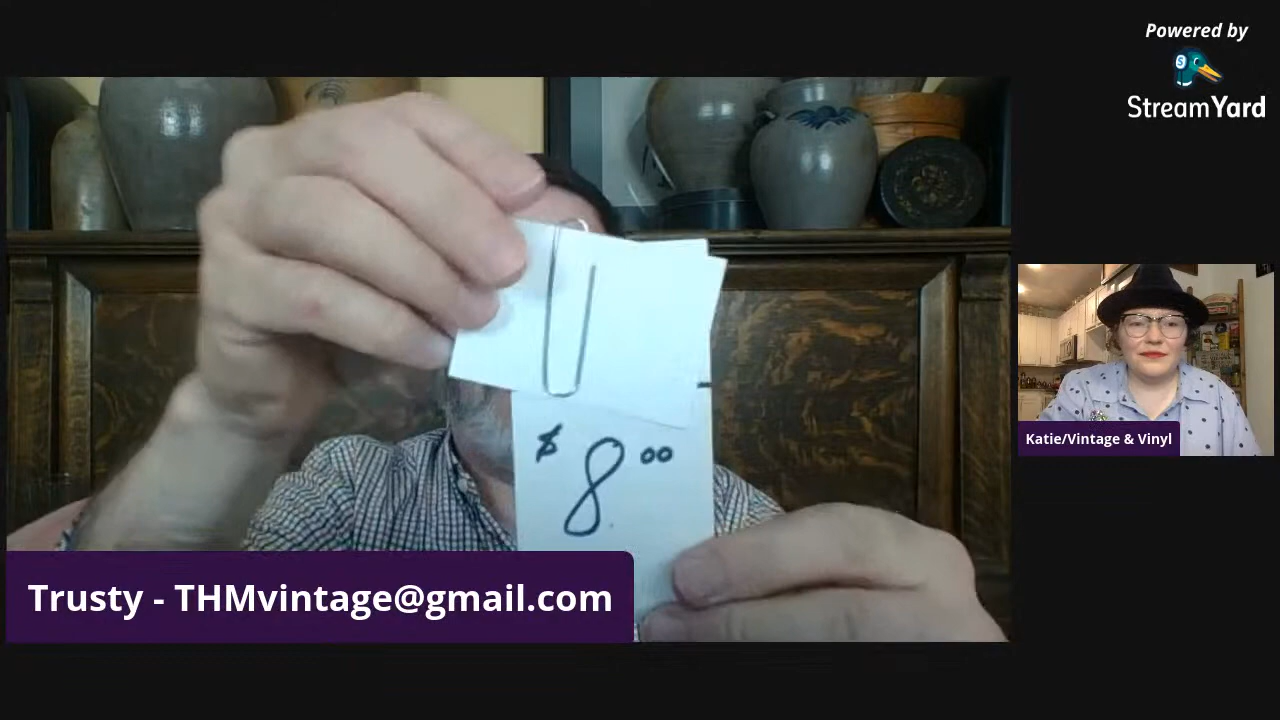 Powered by
StreamYard
$ 8.00
Trusty - THMvintage@gmail.com
Katie/Vintage & Vinyl